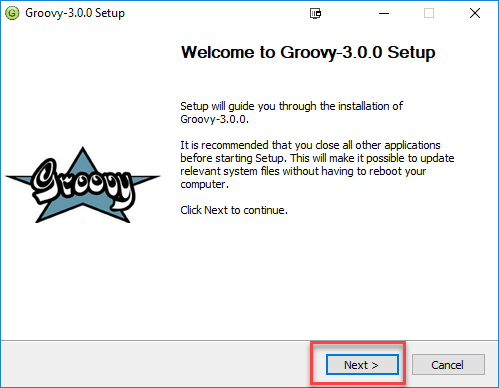 Groovy-3.0.0 Setup
Welcome to Groovy-3.0.0 Setup
Setup will guide you through the installation of
Groovy-3.0.0.
It is recommended that you close all other applications
before starting Setup. This will make it possible to update
relevant system files without having to reboot your
computer.
Click Next to continue.
Groovy
Next >
Cancel